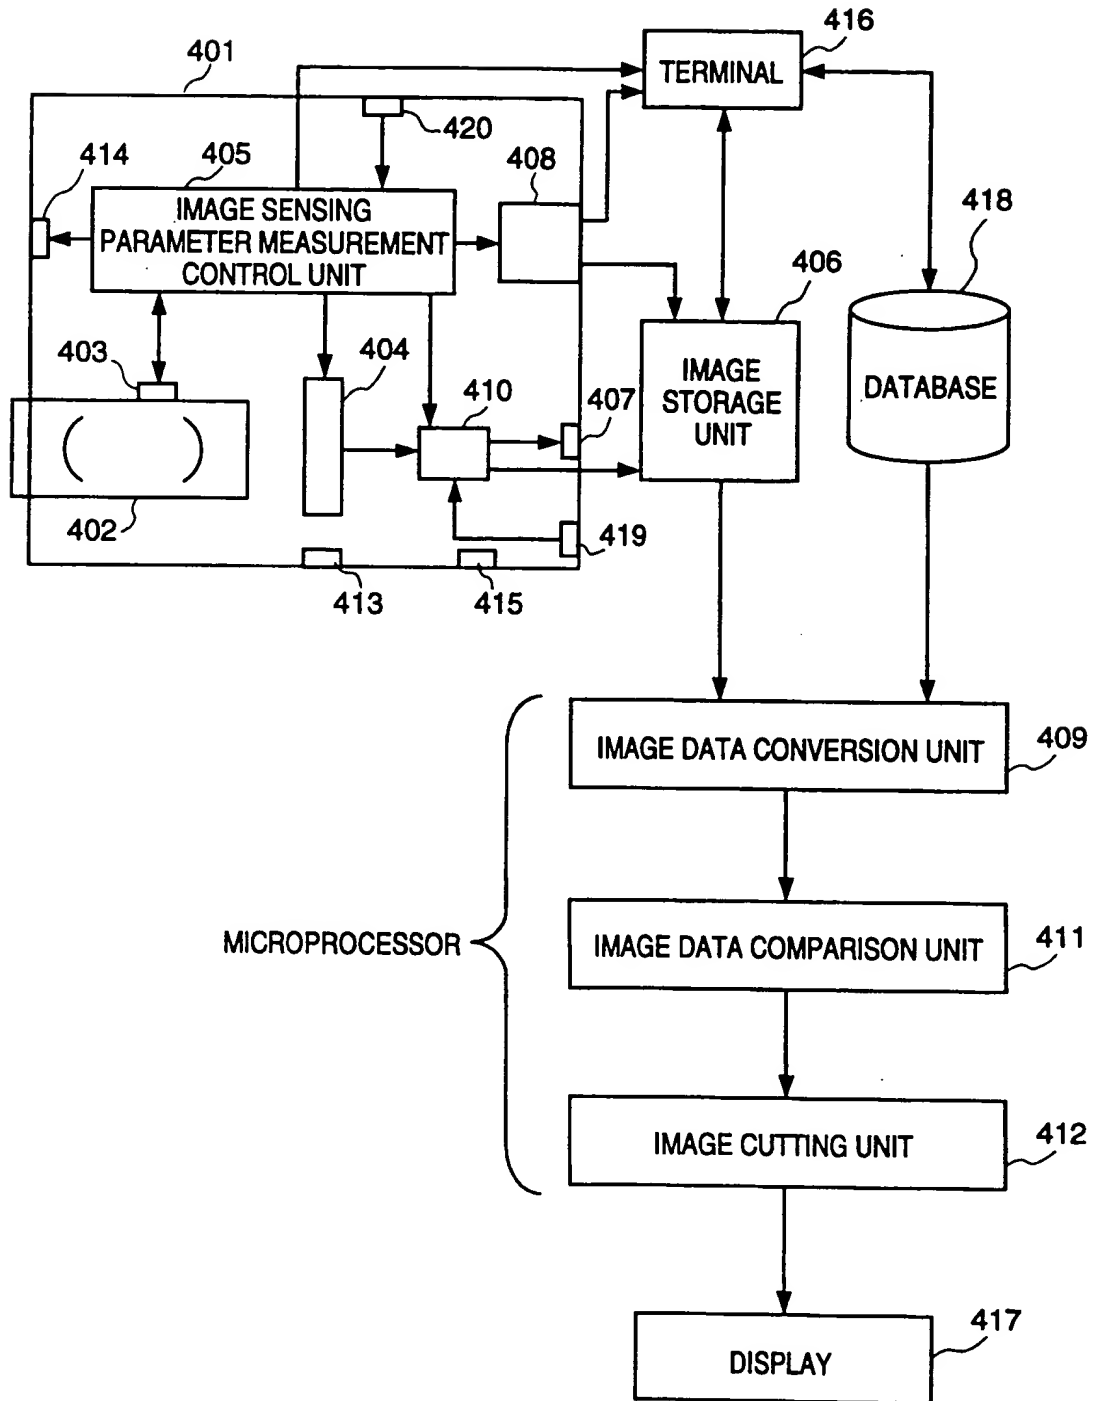 416
TERMINAL
401
420
414
405
408
IMAGE SENSING
PARAMETER MEASUREMENT
CONTROL UNIT
418
406
403
404
410
407
IMAGE
STORAGE
UNIT
DATABASE
402
419
413
415
IMAGE DATA CONVERSION UNIT
409
MICROPROCESSOR
IMAGE DATA COMPARISON UNIT
411
IMAGE CUTTING UNIT
412
417
DISPLAY